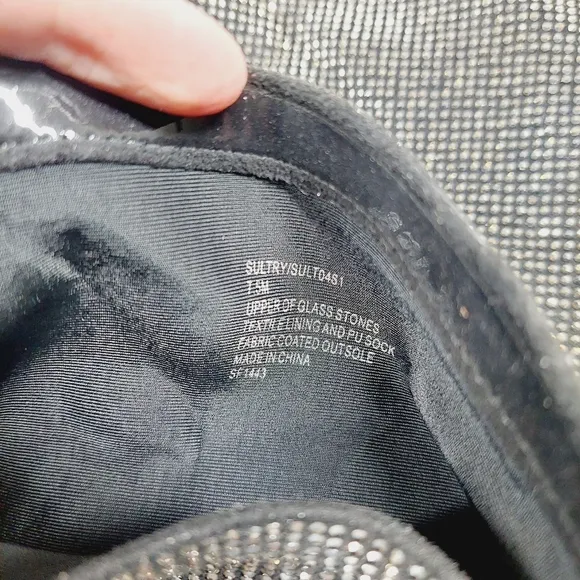 SULTRY/SULT04S1
7.5M
UPPER OF GLASS STONES
TEXTILE LINING AND PU SOCK
FABRIC COATED OUTSOLE
MADE IN CHINA
SF1443